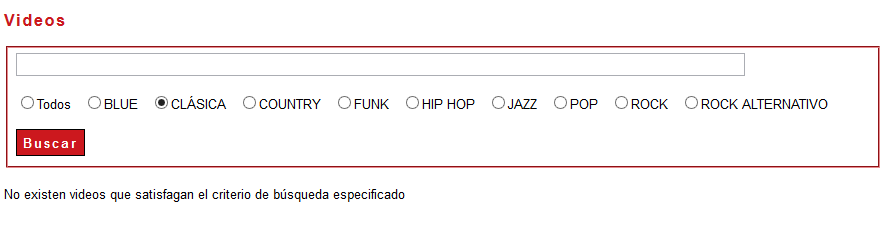 Videos
Todos BLUE CLÁSICA COUNTRY FUNK HIP HOP JAZZ POP ROCK ROCK ALTERNATIVO
Buscar
No existen videos que satisfagan el criterio de búsqueda especificado